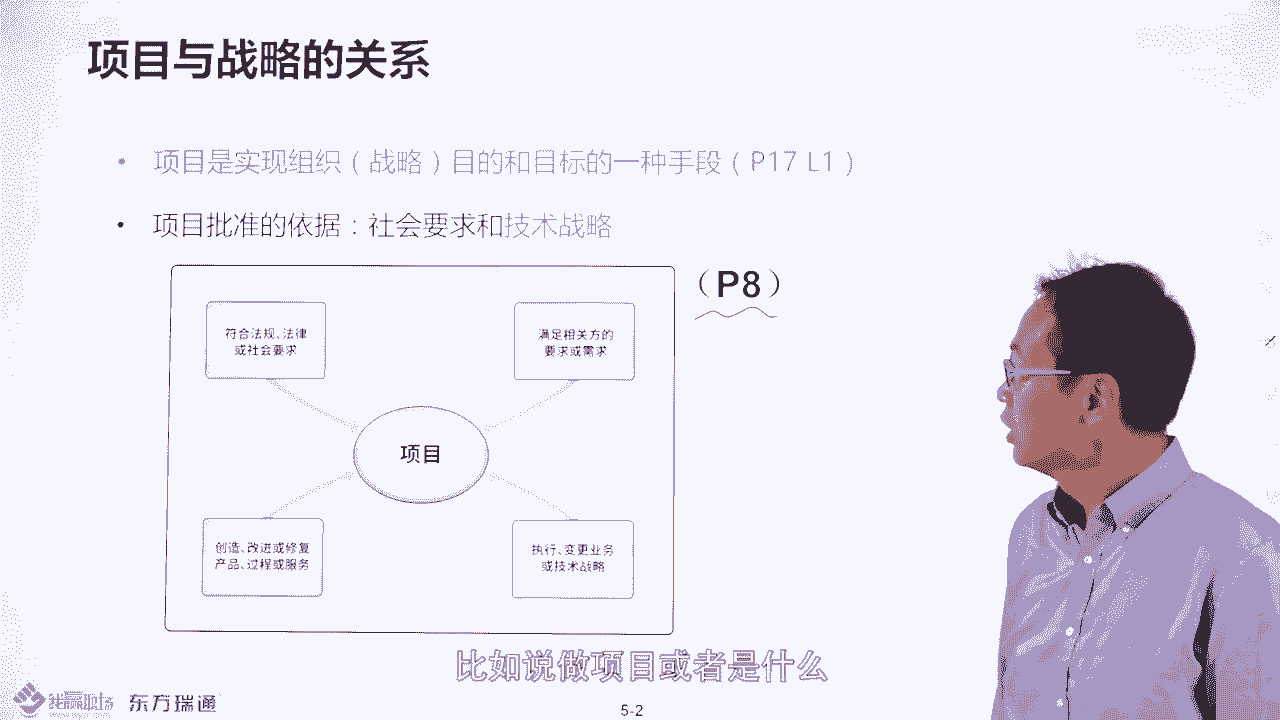 项目与战略的关系
• 项目是实现组织（战略）目的和目标的一种手段（P17 L1）
• 项目批准的依据：社会要求和技术战略
（P8）
符合法规、法律
或社会要求
满足相关方的
要求或需求
项目
创造、改进或修复
产品、过程或服务
执行、变更业务
或技术战略
比如说做项目或者是什么
东方瑞通
5-2